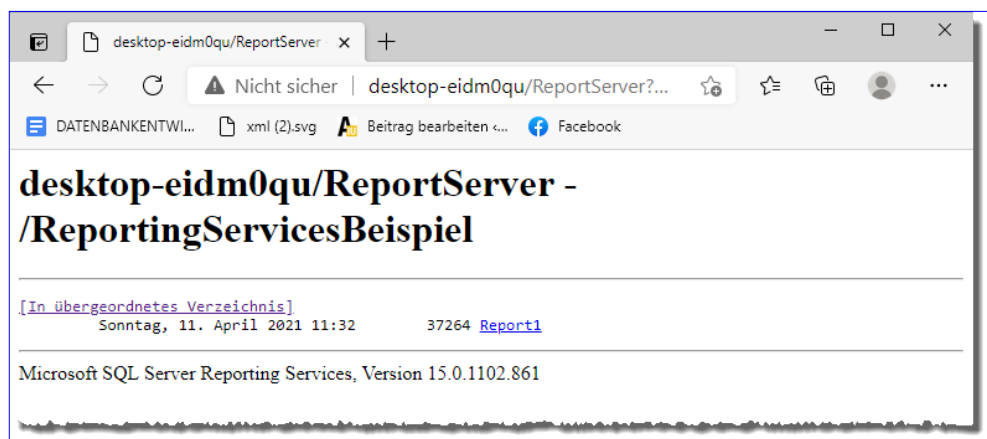 desktop-eidm0qu/ReportServer
Nicht sicher | desktop-eidm0qu/ReportServer?...
DATENBANKENTWI... xml (2).svg Beitrag bearbeiten <... Facebook
desktop-eidm0qu/ReportServer -
/ReportingServicesBeispiel
[In übergeordnetes Verzeichnis]
Sonntag, 11. April 2021 11:32 37264 Report1
Microsoft SQL Server Reporting Services, Version 15.0.1102.861